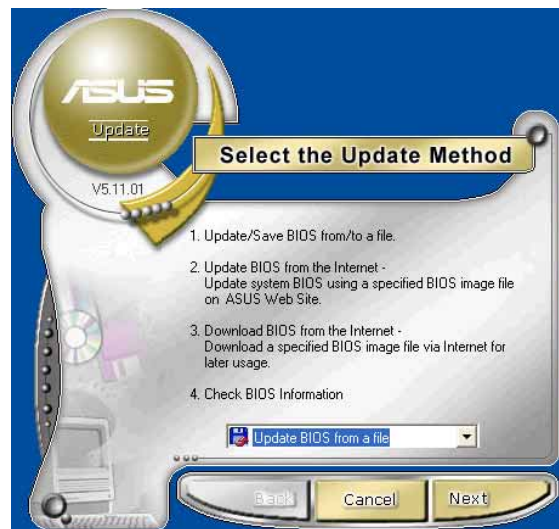 ASUS
Update
V5.11.01
Select the Update Method
1. Update/Save BIOS from/to a file.
2. Update BIOS from the Internet -
Update system BIOS using a specified BIOS image file
on ASUS Web Site.
3. Download BIOS from the Internet -
Download a specified BIOS image file via Internet for
later usage.
4. Check BIOS Information
Update BIOS from a file
Back
Cancel
Next